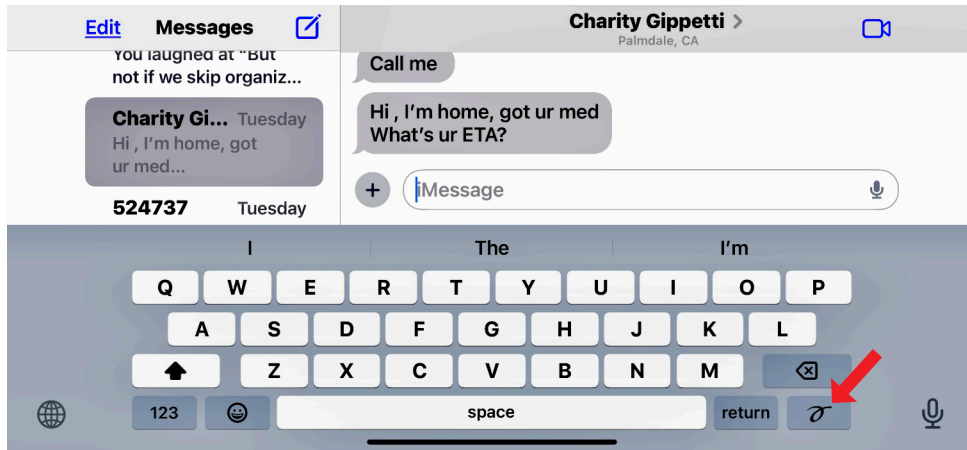 Edit Messages
You laughed at "But
not if we skip organiz...
Charity Gi... Tuesday
Hi , I'm home, got
ur med...
524737 Tuesday
Charity Gippetti >
Palmdale, CA
Call me
Hi , I'm home, got ur med
What's ur ETA?
iMessage
I The I'm
Q W E R T Y U I O P
A S D F G H J K L
Z X C V B N M
123 space return